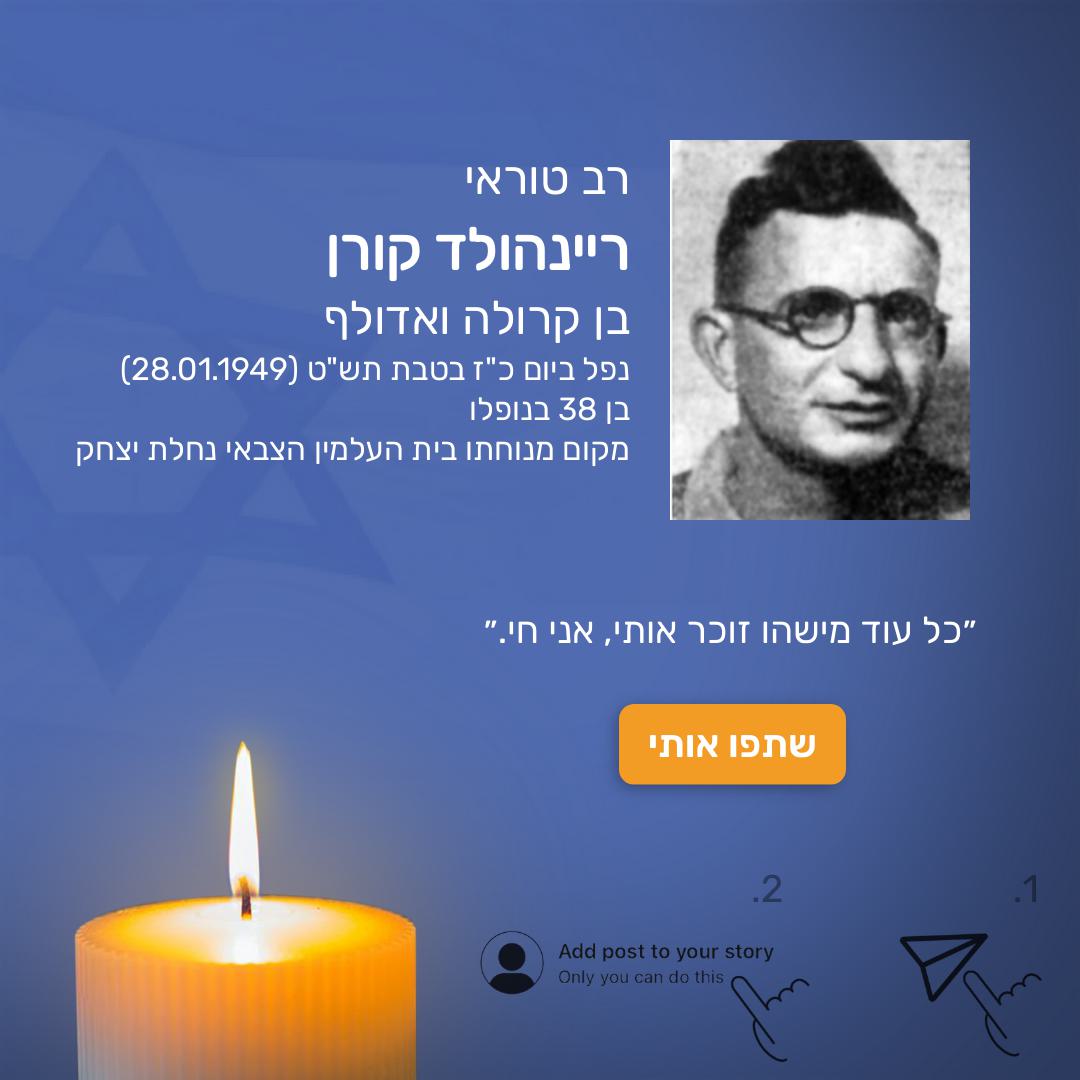 רב טוראי
ריינהולד קורן
בן קרולה ואדולף
נפל ביום כ"ז בטבת תש"ט (28.01.1949)
בן 38 בנופלו
מקום מנוחתו בית העלמין הצבאי נחלת יצחק
״כל עוד מישהו זוכר אותי, אני חי.״
שתפו אותי
1.
2.
Add post to your story
Only you can do this